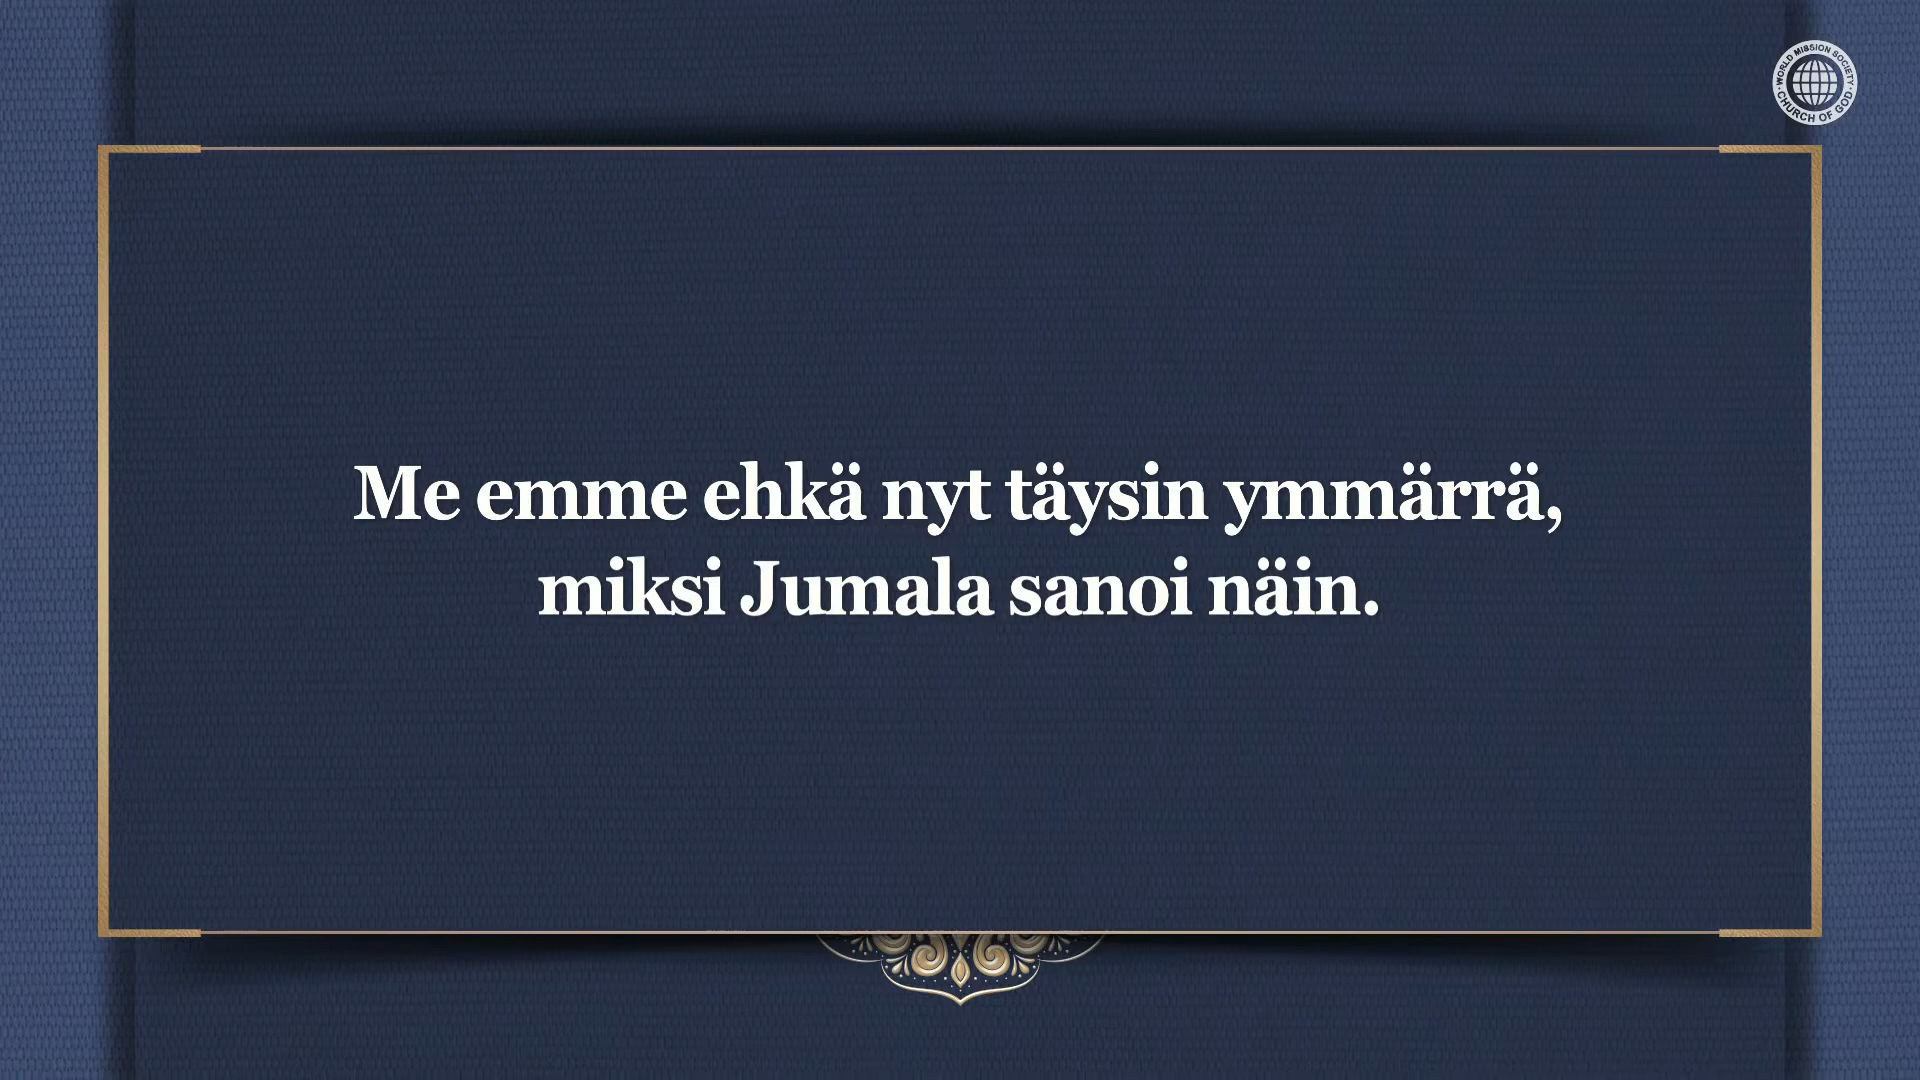 WORLD MISSION SOCIETY
CHURCH OF GOD
Me emme ehkä nyt täysin ymmärrä,
miksi Jumala sanoi näin.